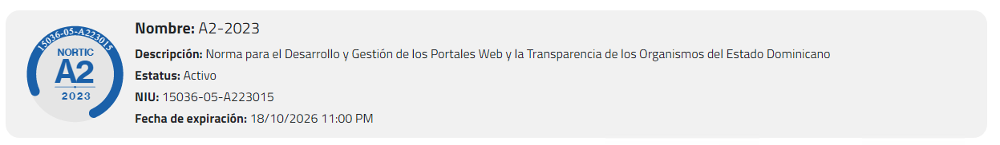 15036-05-A223015
NORTIC
A2
2023
Nombre: A2-2023
Descripción: Norma para el Desarrollo y Gestión de los Portales Web y la Transparencia de los Organismos del Estado Dominicano
Estatus: Activo
NIU: 15036-05-A223015
Fecha de expiración: 18/10/2026 11:00 PM